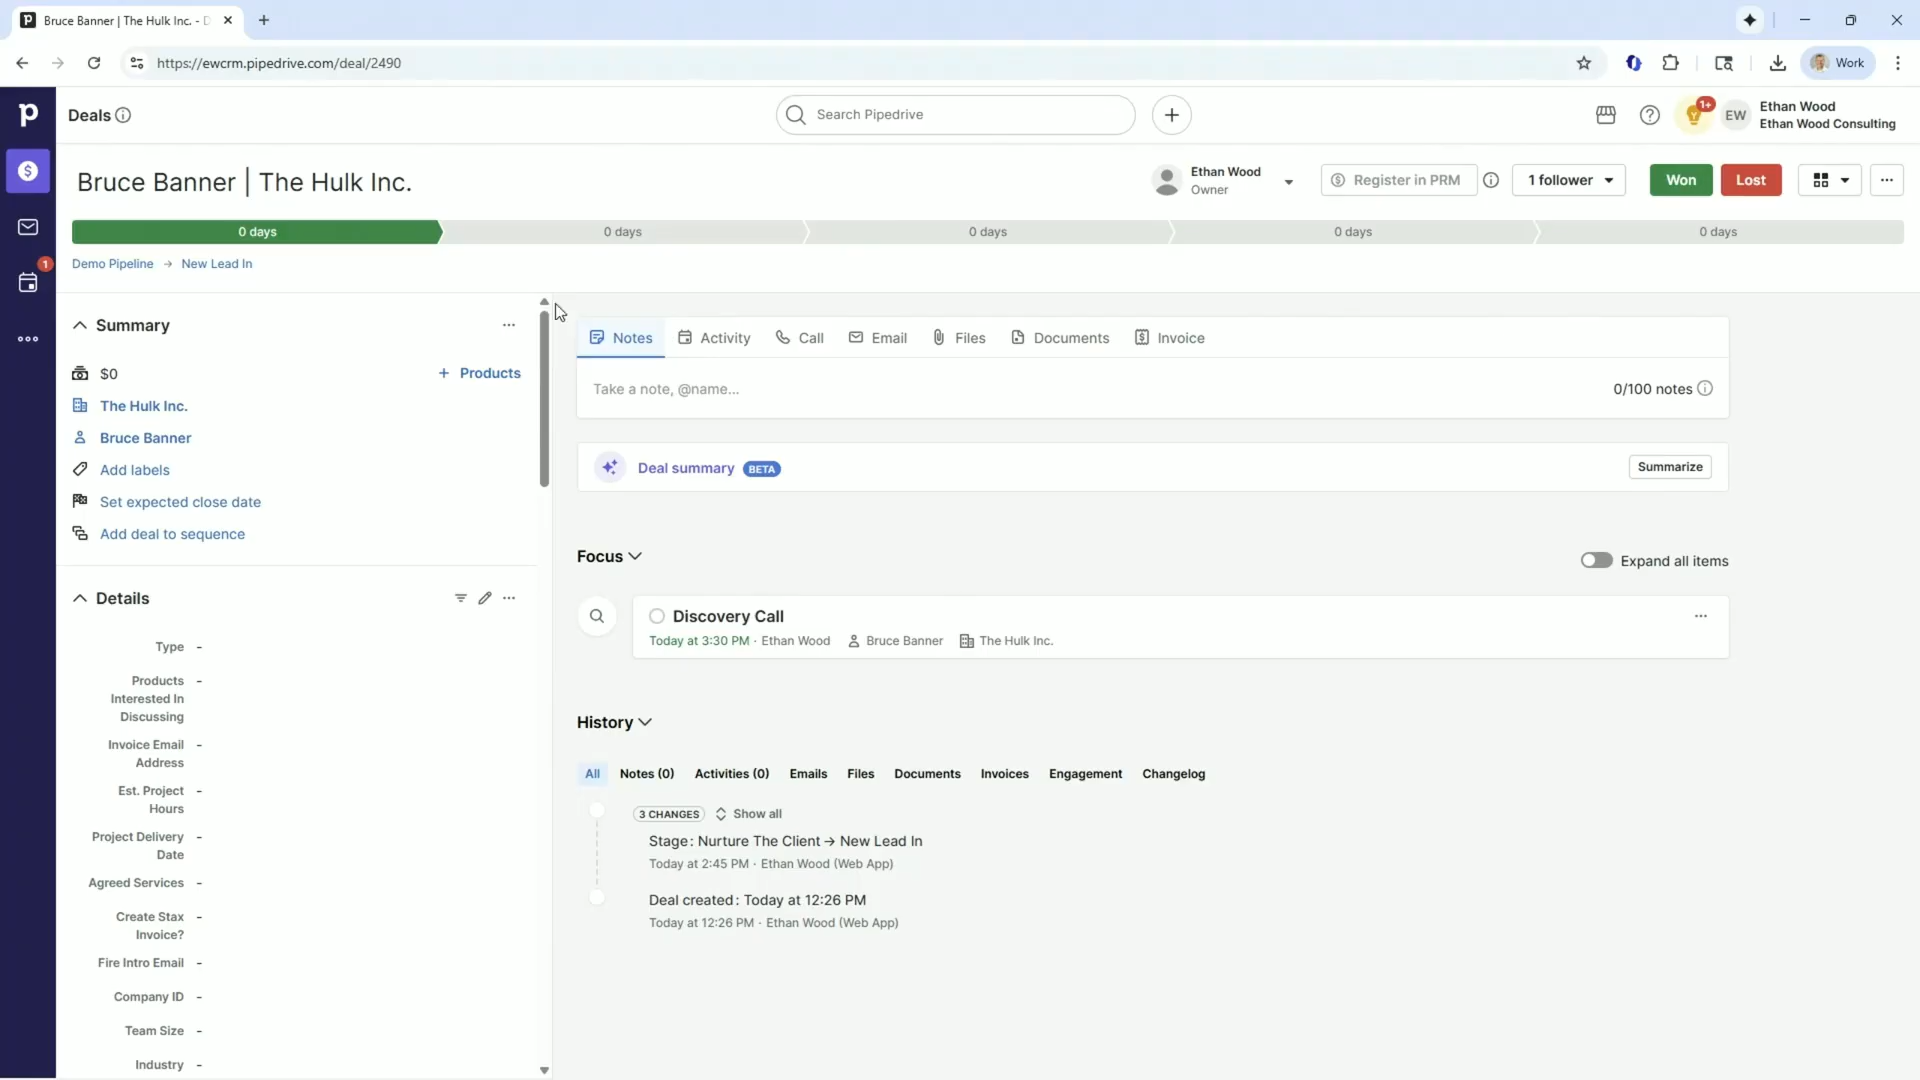 Bruce Banner | The Hulk Inc. - D
https://ewcrm.pipedrive.com/deal/2490
Work
Deals
Search Pipedrive
1+
EW
Ethan Wood
Ethan Wood Consulting
Bruce Banner | The Hulk Inc.
Ethan Wood
Owner
Register in PRM
1 follower
Won
Lost
0 days
0 days
0 days
0 days
0 days
Demo Pipeline → New Lead In
1
Summary
$0
+ Products
The Hulk Inc.
Bruce Banner
Add labels
Set expected close date
Add deal to sequence
Details
Type -
Products -
Interested In
Discussing
Invoice Email -
Address
Est. Project -
Hours
Project Delivery -
Date
Agreed Services -
Create Stax -
Invoice?
Fire Intro Email -
Company ID -
Team Size -
Industry -
Notes
Activity
Call
Email
Files
Documents
Invoice
Take a note, @name...
0/100 notes
Deal summary BETA
Summarize
Focus
Expand all items
Discovery Call
Today at 3:30 PM · Ethan Wood Bruce Banner The Hulk Inc.
History
All Notes (0) Activities (0) Emails Files Documents Invoices Engagement Changelog
3 CHANGES Show all
Stage: Nurture The Client → New Lead In
Today at 2:45 PM · Ethan Wood (Web App)
Deal created: Today at 12:26 PM
Today at 12:26 PM · Ethan Wood (Web App)